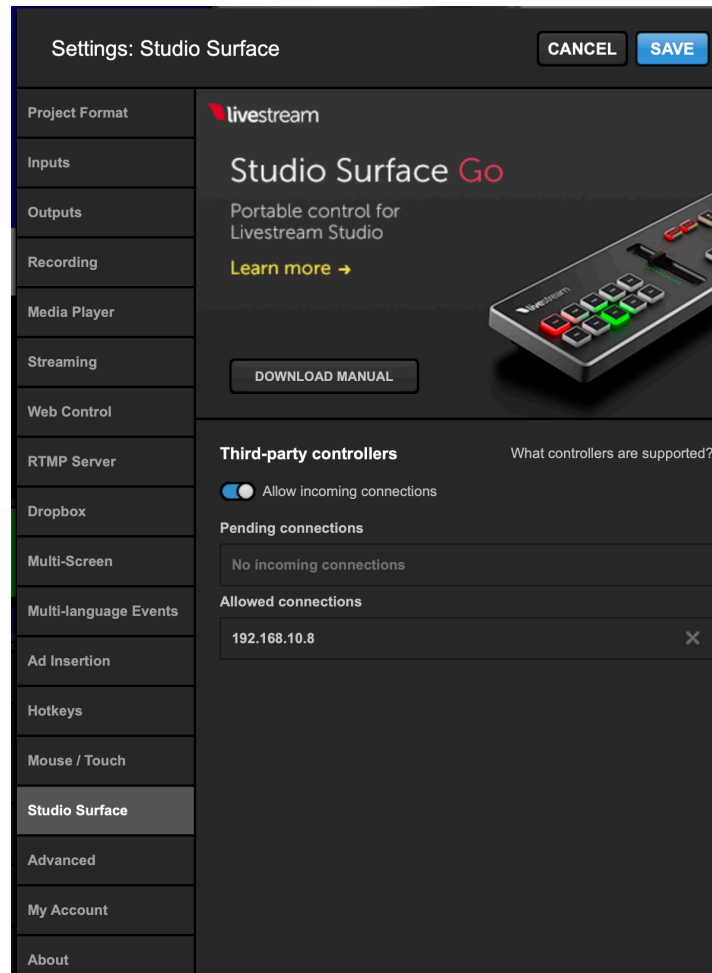 Settings: Studio Surface
CANCEL
SAVE
Project Format
Inputs
Outputs
Recording
Media Player
Streaming
Web Control
RTMP Server
Dropbox
Multi-Screen
Multi-language Events
Ad Insertion
Hotkeys
Mouse / Touch
Studio Surface
Advanced
My Account
About
livestream
Studio Surface Go
Portable control for
Livestream Studio
Learn more →
livestream
DOWNLOAD MANUAL
Third-party controllers
What controllers are supported?
Allow incoming connections
Pending connections
No incoming connections
Allowed connections
192.168.10.8